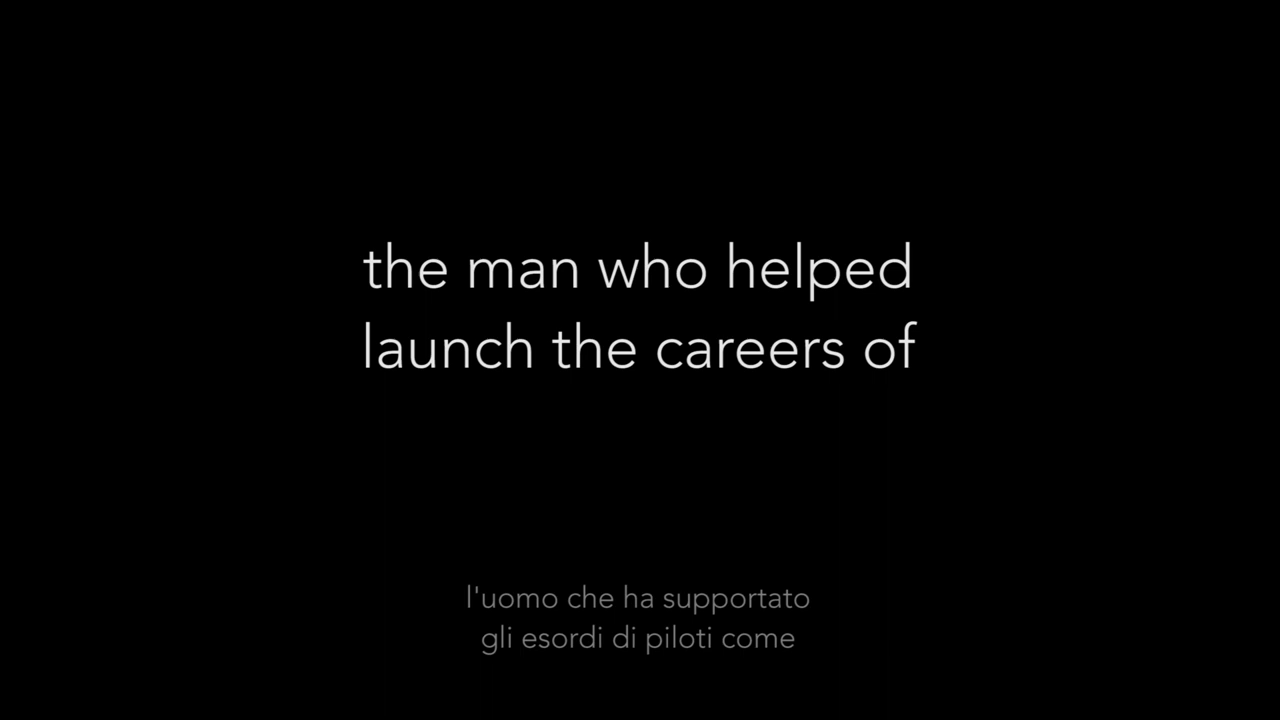 the man who helped
launch the careers of
l'uomo che ha supportato
gli esordi di piloti come